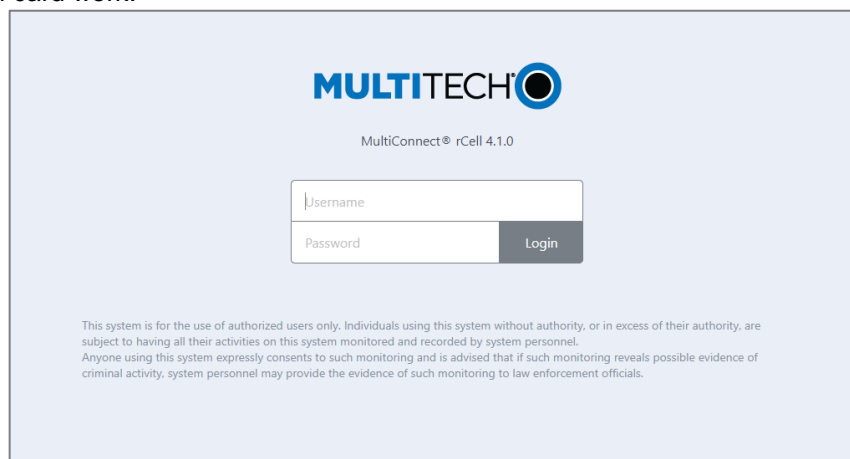 card work.
MULTITECH
MultiConnect® rCell 4.1.0
Username
Password
Login
This system is for the use of authorized users only. Individuals using this system without authority, or in excess of their authority, are
subject to having all their activities on this system monitored and recorded by system personnel.
Anyone using this system expressly consents to such monitoring and is advised that if such monitoring reveals possible evidence of
criminal activity, system personnel may provide the evidence of such monitoring to law enforcement officials.